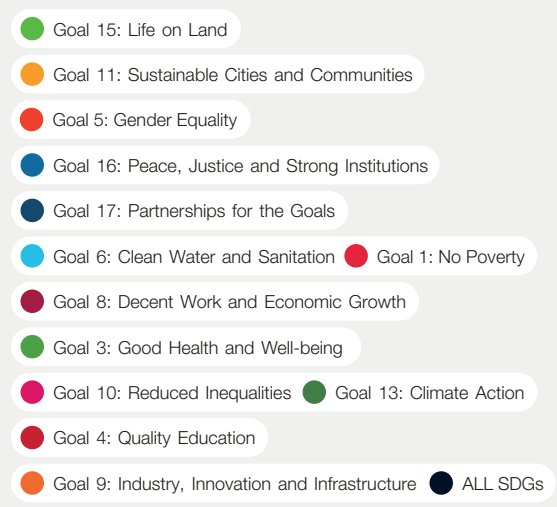 Goal 15: Life on Land
Goal 11: Sustainable Cities and Communities
Goal 5: Gender Equality
Goal 16: Peace, Justice and Strong Institutions
Goal 17: Partnerships for the Goals
Goal 6: Clean Water and Sanitation Goal 1: No Poverty
Goal 8: Decent Work and Economic Growth
Goal 3: Good Health and Well-being
Goal 10: Reduced Inequalities Goal 13: Climate Action
Goal 4: Quality Education
Goal 9: Industry, Innovation and Infrastructure ALL SDGs